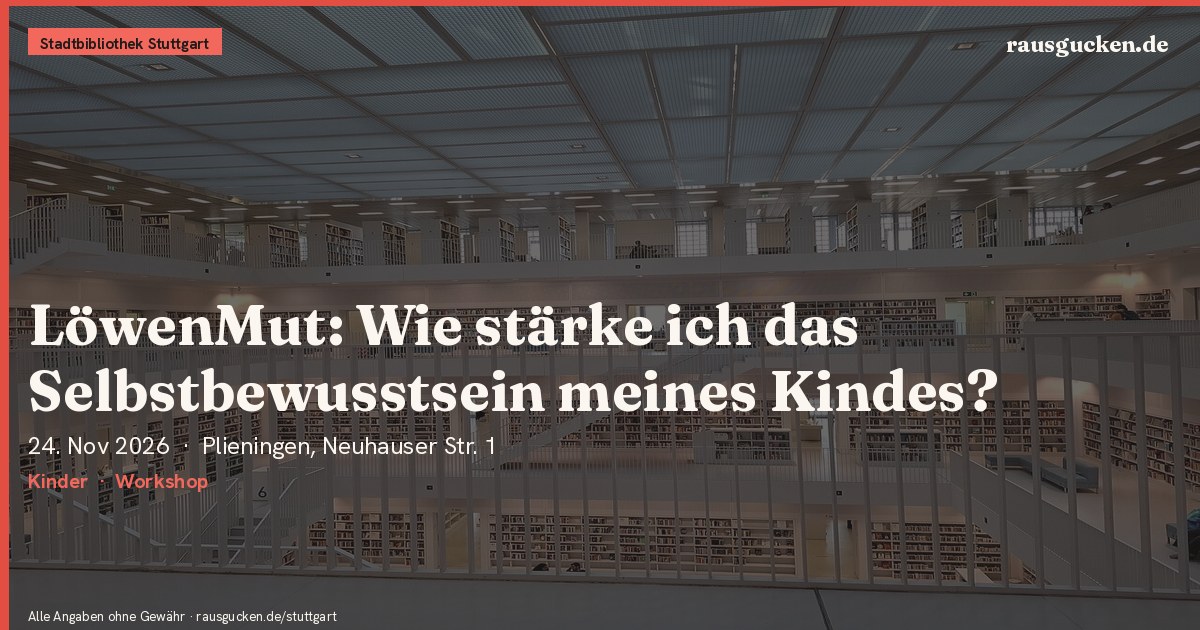 Stadtbibliothek Stuttgart
rausgucken.de
LöwenMut: Wie stärke ich das
Selbstbewusstsein meines Kindes?
24. Nov 2026 · Plieningen, Neuhauser Str. 1
Kinder · Workshop
6
Alle Angaben ohne Gewähr · rausgucken.de/stuttgart